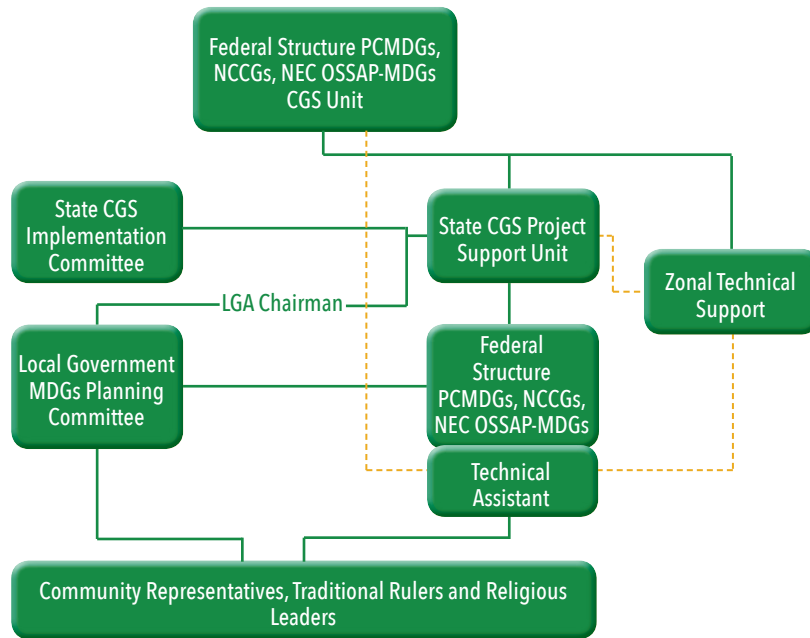 Federal Structure PCMDGs,
NCCGs, NEC OSSAP-MDGs
CGS Unit
State CGS
Implementation
Committee
State CGS Project
Support Unit
Zonal Technical
Support
LGA Chairman
Local Government
MDGs Planning
Committee
Federal
Structure
PCMDGs, NCCGs,
NEC OSSAP-MDGs
Technical
Assistant
Community Representatives, Traditional Rulers and Religious
Leaders